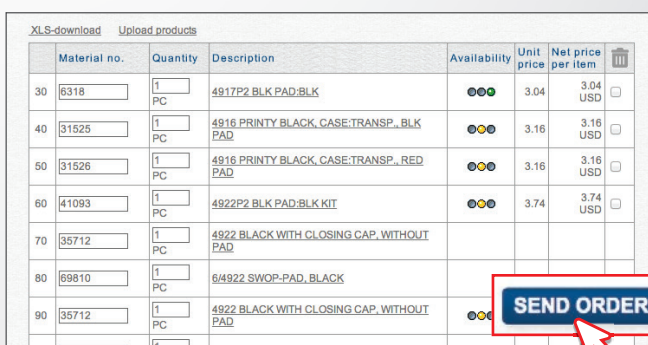 XLS-download Upload products
Material no. Quantity Description Availability Unit price Net price per item
30 6318 1 PC 4917P2 BLK PAD:BLK 3.04 3.04 USD
40 31525 1 PC 4916 PRINTY BLACK, CASE:TRANSP., BLK PAD 3.16 3.16 USD
50 31526 1 PC 4916 PRINTY BLACK, CASE:TRANSP., RED PAD 3.16 3.16 USD
60 41093 1 PC 4922P2 BLK PAD:BLK KIT 3.74 3.74 USD
70 35712 1 PC 4922 BLACK WITH CLOSING CAP, WITHOUT PAD
80 69810 1 PC 6/4922 SWOP-PAD, BLACK
90 35712 1 PC 4922 BLACK WITH CLOSING CAP, WITHOUT PAD
SEND ORDER